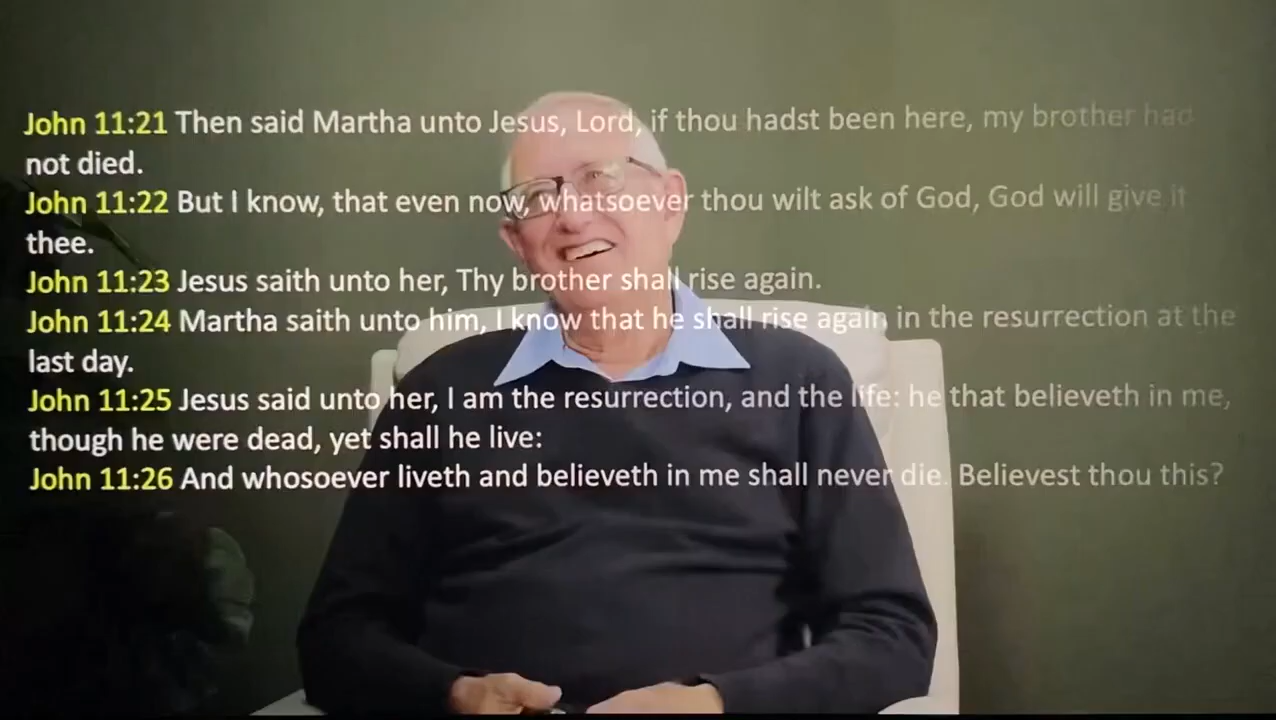 John 11:21 Then said Martha unto Jesus, Lord, if thou hadst been here, my brother had
not died.
John 11:22 But I know, that even now, whatsoever thou wilt ask of God, God will give it
thee.
John 11:23 Jesus saith unto her, Thy brother shall rise again.
John 11:24 Martha saith unto him, I know that he shall rise again in the resurrection at the
last day.
John 11:25 Jesus said unto her, I am the resurrection, and the life: he that believeth in me,
though he were dead, yet shall he live:
John 11:26 And whosoever liveth and believeth in me shall never die. Believest thou this?